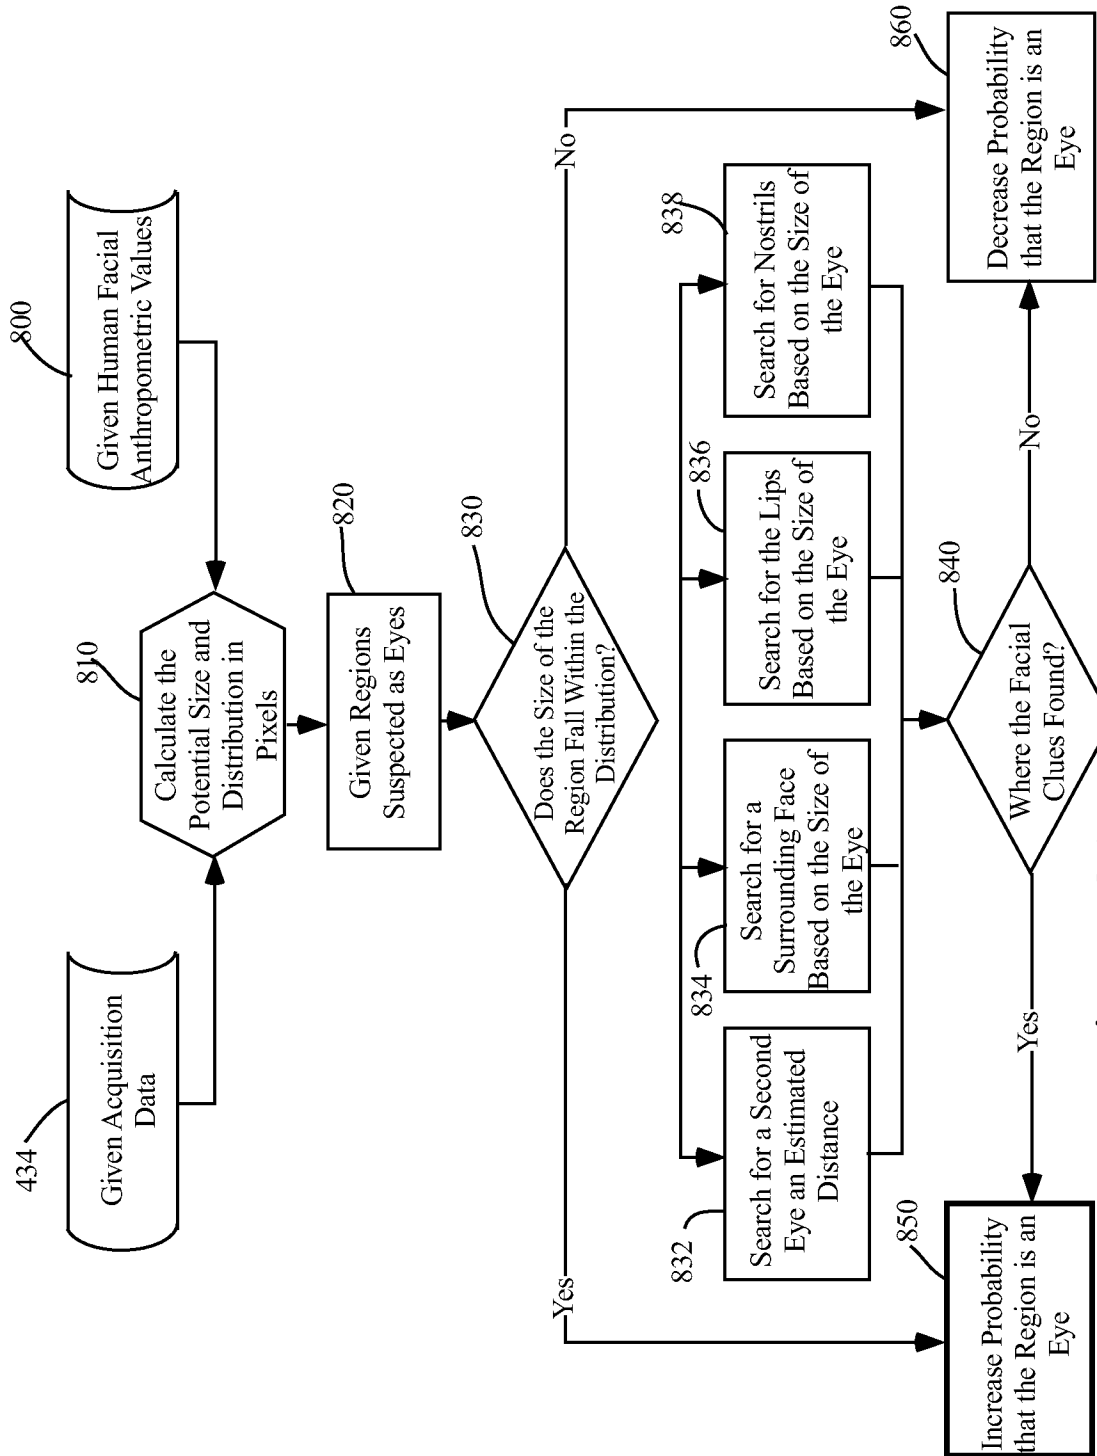 434
Given Acquisition
Data
800
Given Human Facial
Anthropometric Values
810
Calculate the
Potential Size and
Distribution in
Pixels
820
Given Regions
Suspected as Eyes
830
Does the Size of the
Region Fall Within the
Distribution?
Yes
No
832
Search for a Second
Eye an Estimated
Distance
834
Search for a
Surrounding Face
Based on the Size of
the Eye
836
Search for the Lips
Based on the Size of
the Eye
838
Search for Nostrils
Based on the Size of
the Eye
840
Where the Facial
Clues Found?
Yes
No
850
Increase Probability
that the Region is an
Eye
860
Decrease Probability
that the Region is an
Eye